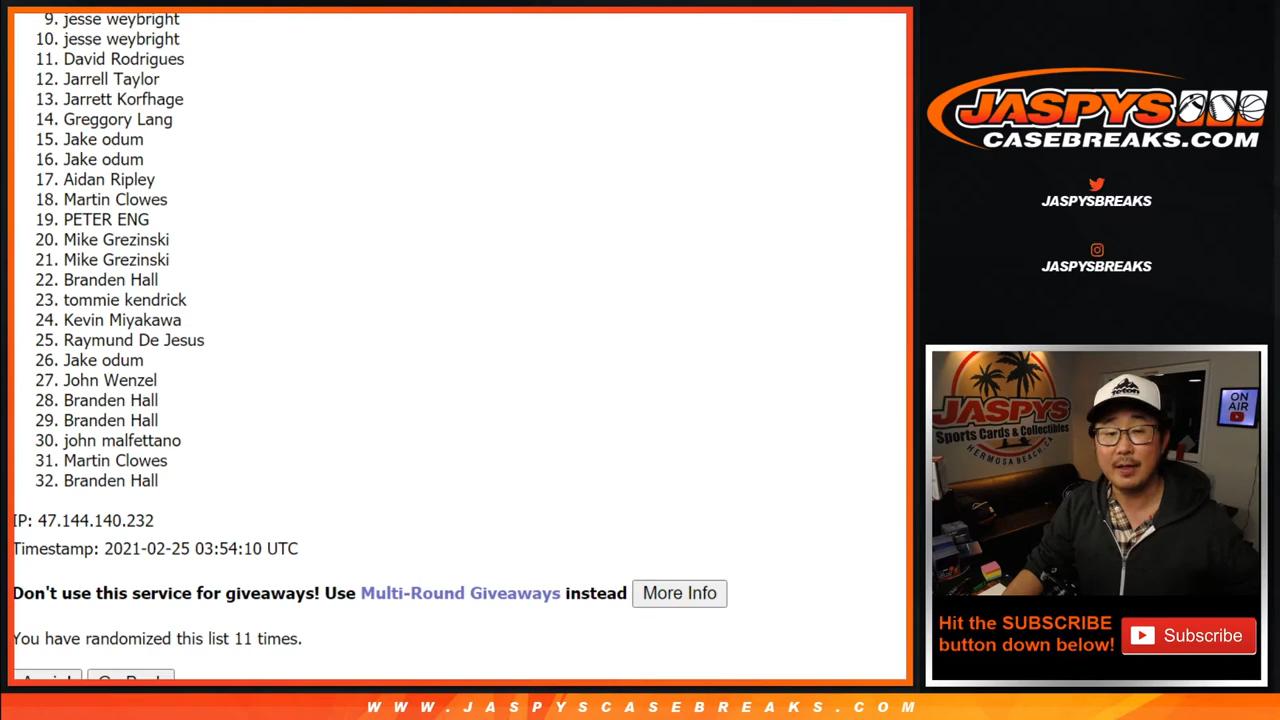 9. jesse weybright
10. jesse weybright
11. David Rodrigues
12. Jarrell Taylor
13. Jarrett Korfhage
14. Greggory Lang
15. Jake odum
16. Jake odum
17. Aidan Ripley
18. Martin Clowes
19. PETER ENG
20. Mike Grezinski
21. Mike Grezinski
22. Branden Hall
23. tommie kendrick
24. Kevin Miyakawa
25. Raymund De Jesus
26. Jake odum
27. John Wenzel
28. Branden Hall
29. Branden Hall
30. john malfettano
31. Martin Clowes
32. Branden Hall
IP: 47.144.140.232
Timestamp: 2021-02-25 03:54:10 UTC
Don't use this service for giveaways! Use Multi-Round Giveaways instead More Info
You have randomized this list 11 times.
JASPYS
CASEBREAKS.COM
JASPYSBREAKS
JASPYSBREAKS
JASPYS
Sports Cards & Collectibles
HERMOSA BEACH, CA
TETON
ON
AIR
Hit the SUBSCRIBE
button down below!
Subscribe
WWW.JASPYSCASEBREAKS.COM